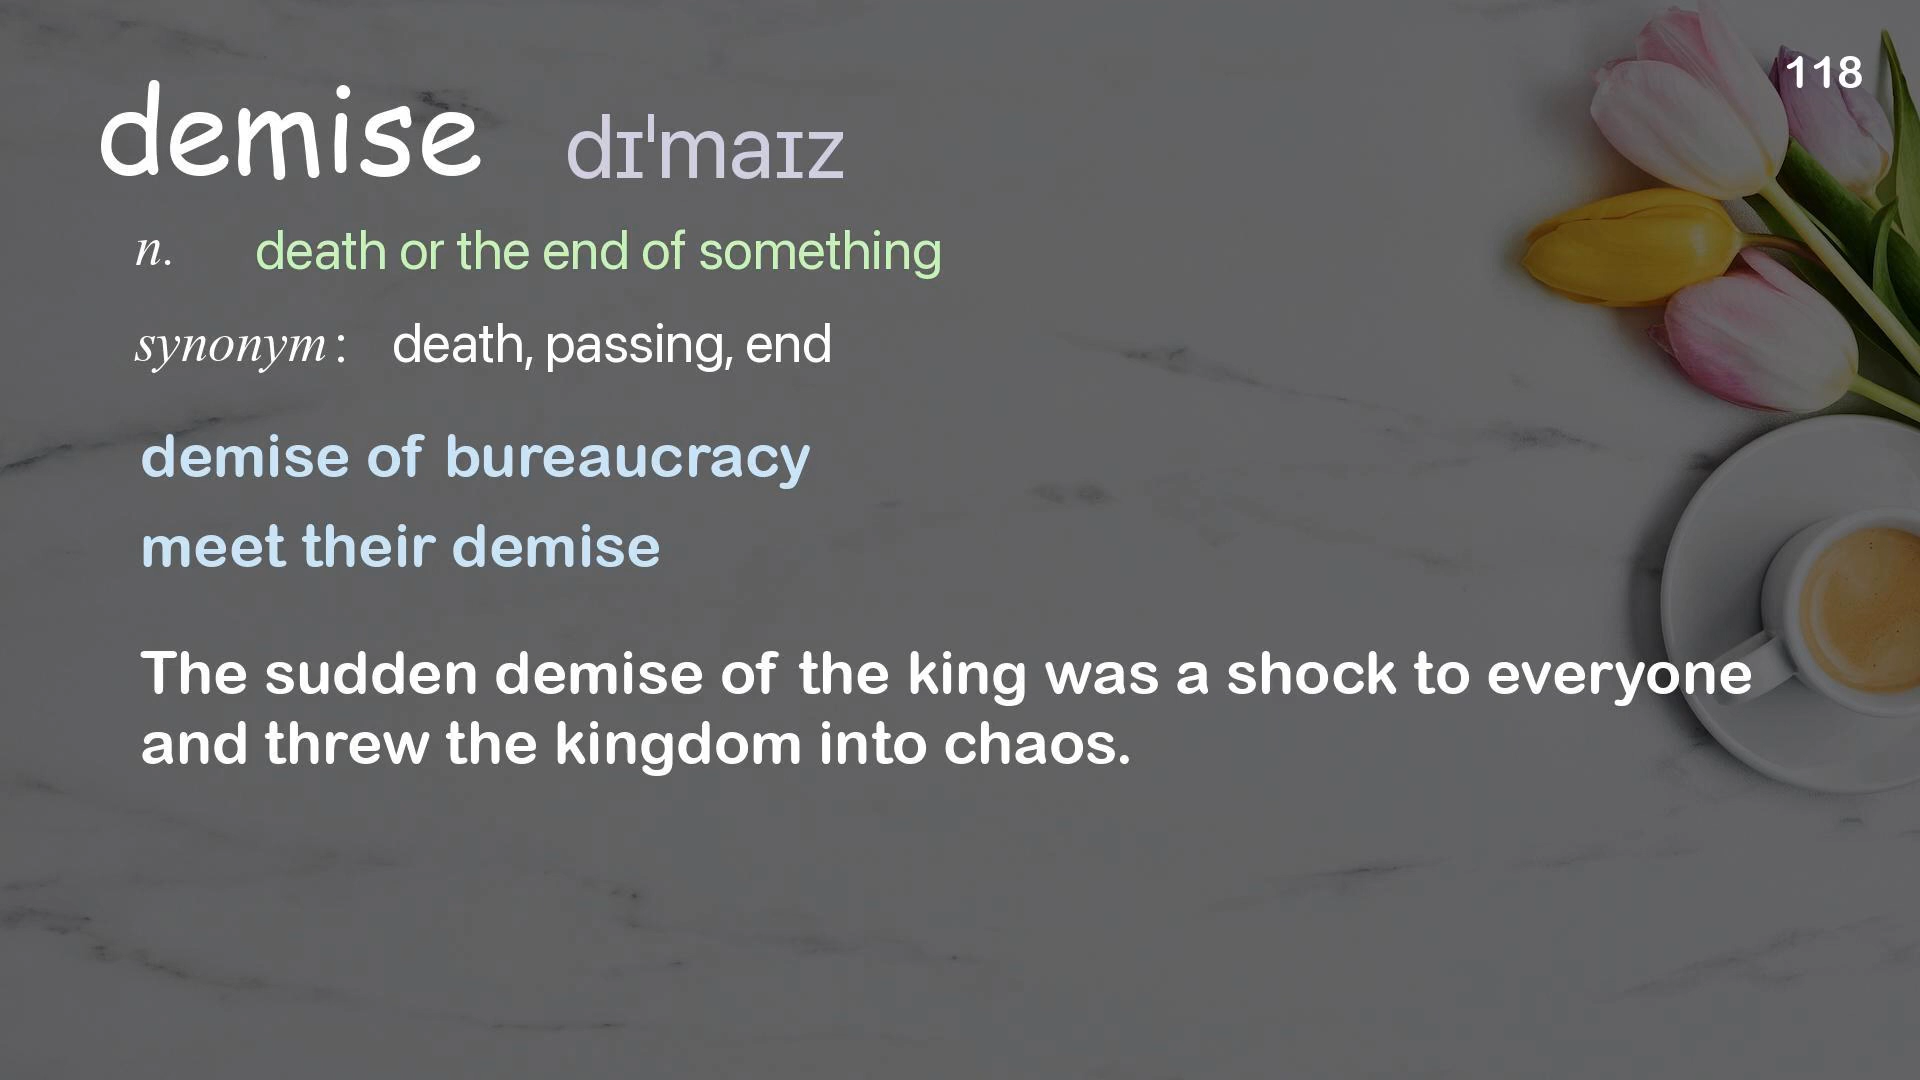 118
demise dɪˈmaɪz
n. death or the end of something
synonym: death, passing, end
demise of bureaucracy
meet their demise
The sudden demise of the king was a shock to everyone
and threw the kingdom into chaos.